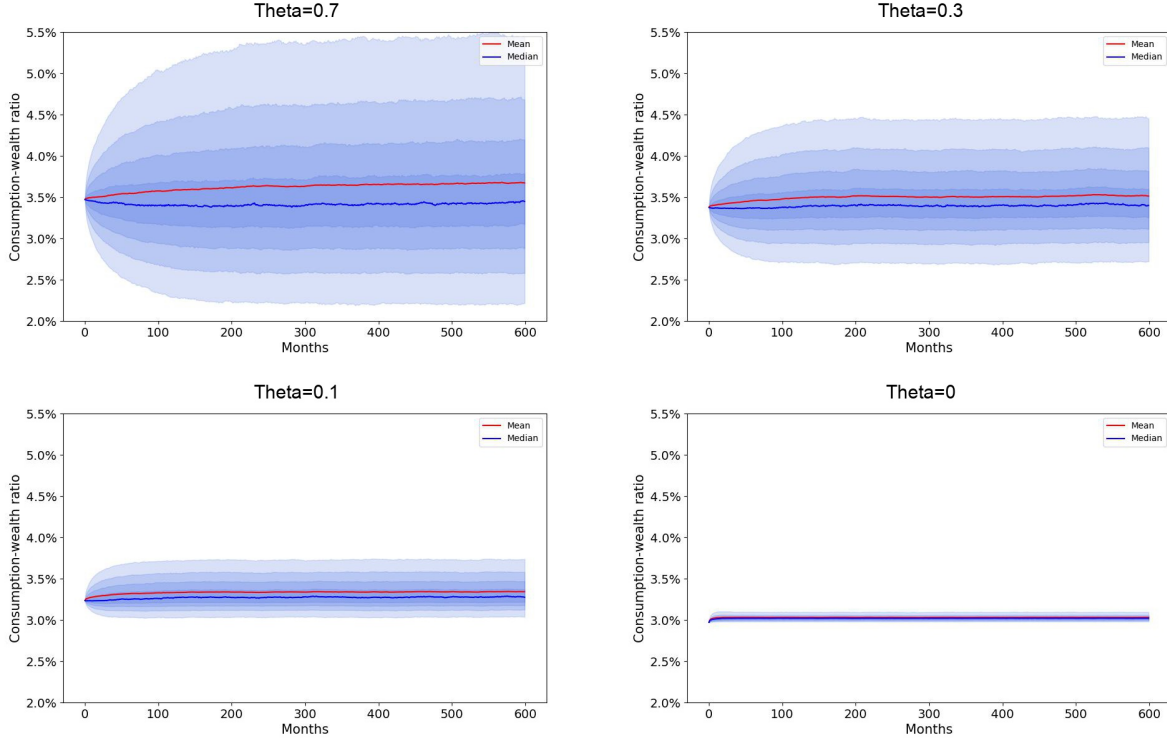 Theta=0.7
5.5%
5.0%
4.5%
4.0%
3.5%
3.0%
2.5%
2.0%
Consumption-wealth ratio
Mean
Median
0 100 200 300 400 500 600
Months
Theta=0.3
5.5%
5.0%
4.5%
4.0%
3.5%
3.0%
2.5%
2.0%
Consumption-wealth ratio
Mean
Median
0 100 200 300 400 500 600
Months
Theta=0.1
5.5%
5.0%
4.5%
4.0%
3.5%
3.0%
2.5%
2.0%
Consumption-wealth ratio
Mean
Median
0 100 200 300 400 500 600
Months
Theta=0
5.5%
5.0%
4.5%
4.0%
3.5%
3.0%
2.5%
2.0%
Consumption-wealth ratio
Mean
Median
0 100 200 300 400 500 600
Months